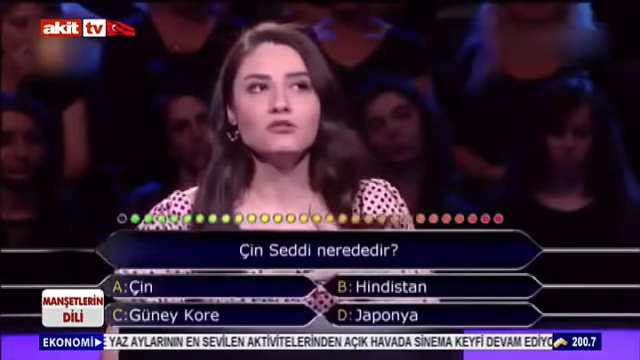 akit tv
Çin Seddi nerededir?
A: Çin
B: Hindistan
C: Güney Kore
D: Japonya
MANŞETLERİN
DİLİ
EKONOMİ YAZ AYLARININ EN SEVİLEN AKTİVİTELERİNDEN AÇIK HAVADA SİNEMA KEYFİ DEVAM EDİYO 200.7